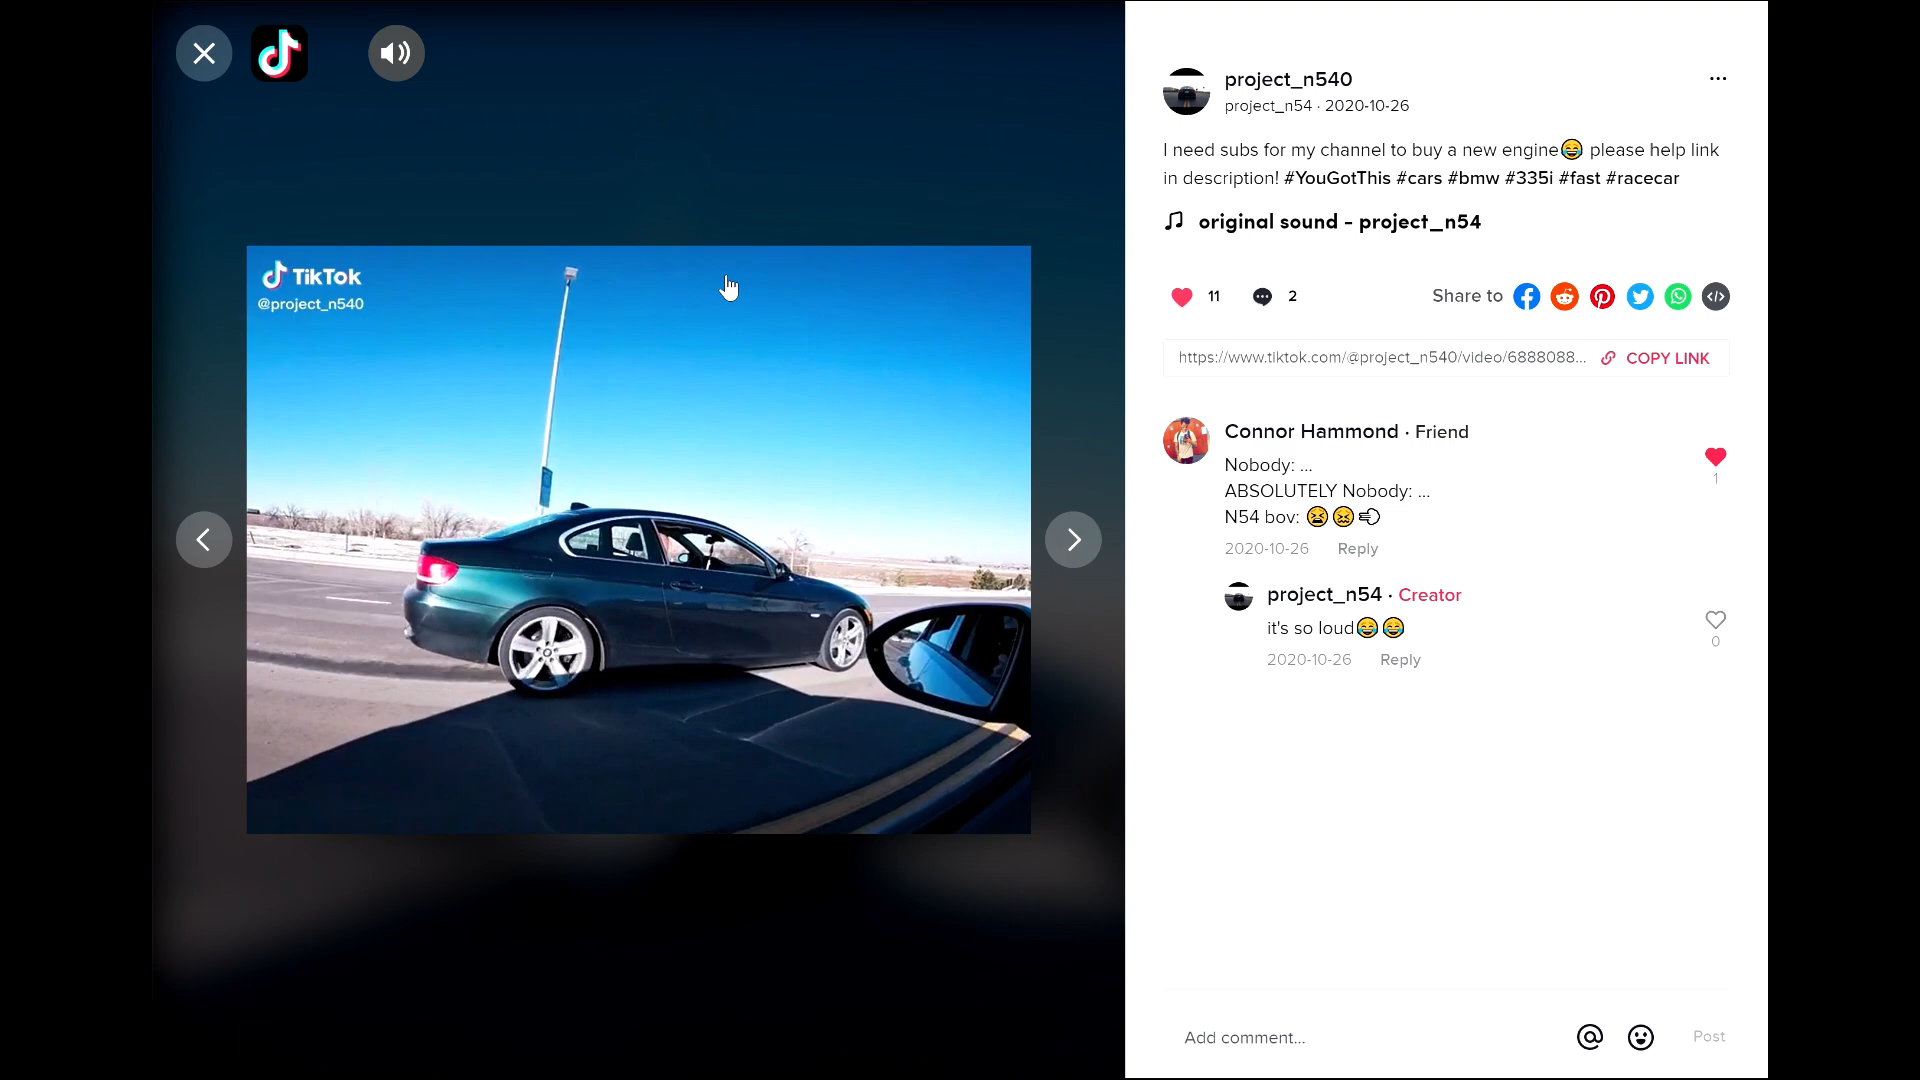 TikTok
@project_n540
project_n540
project_n54 · 2020-10-26
I need subs for my channel to buy a new engine😂 please help link
in description! #YouGotThis #cars #bmw #335i #fast #racecar
original sound - project_n54
11
2
Share to
https://www.tiktok.com/@project_n540/video/6888088...
COPY LINK
Connor Hammond · Friend
Nobody: ...
ABSOLUTELY Nobody: ...
N54 bov: 😫😖💨
1
2020-10-26 Reply
project_n54 · Creator
it's so loud😂😂
0
2020-10-26 Reply
Add comment...
Post